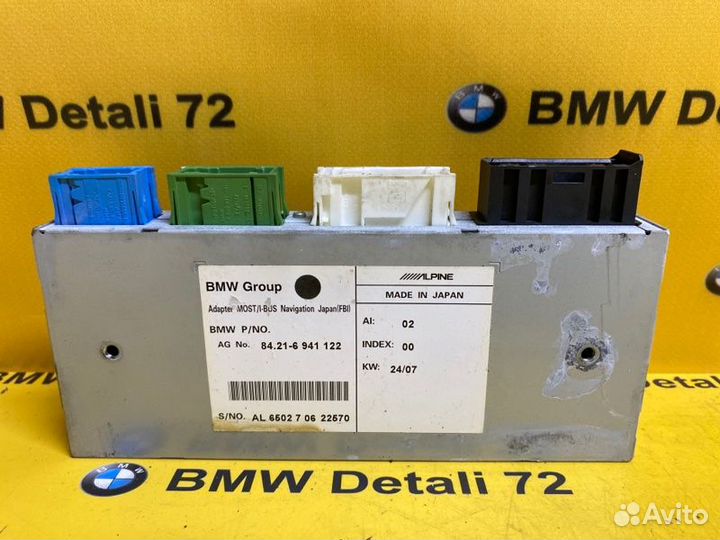 BMW Detali 72
BMW Detali
BMW Group
Adapter MOST/I-BUS Navigation Japan(FBI)
BMW P/NO.
AG No. 84.21-6 941 122
S/NO. AL 6502 7 06 22570
ALPINE
MADE IN JAPAN
AI: 02
INDEX: 00
KW: 24/07
BMW Detali 72
Avito